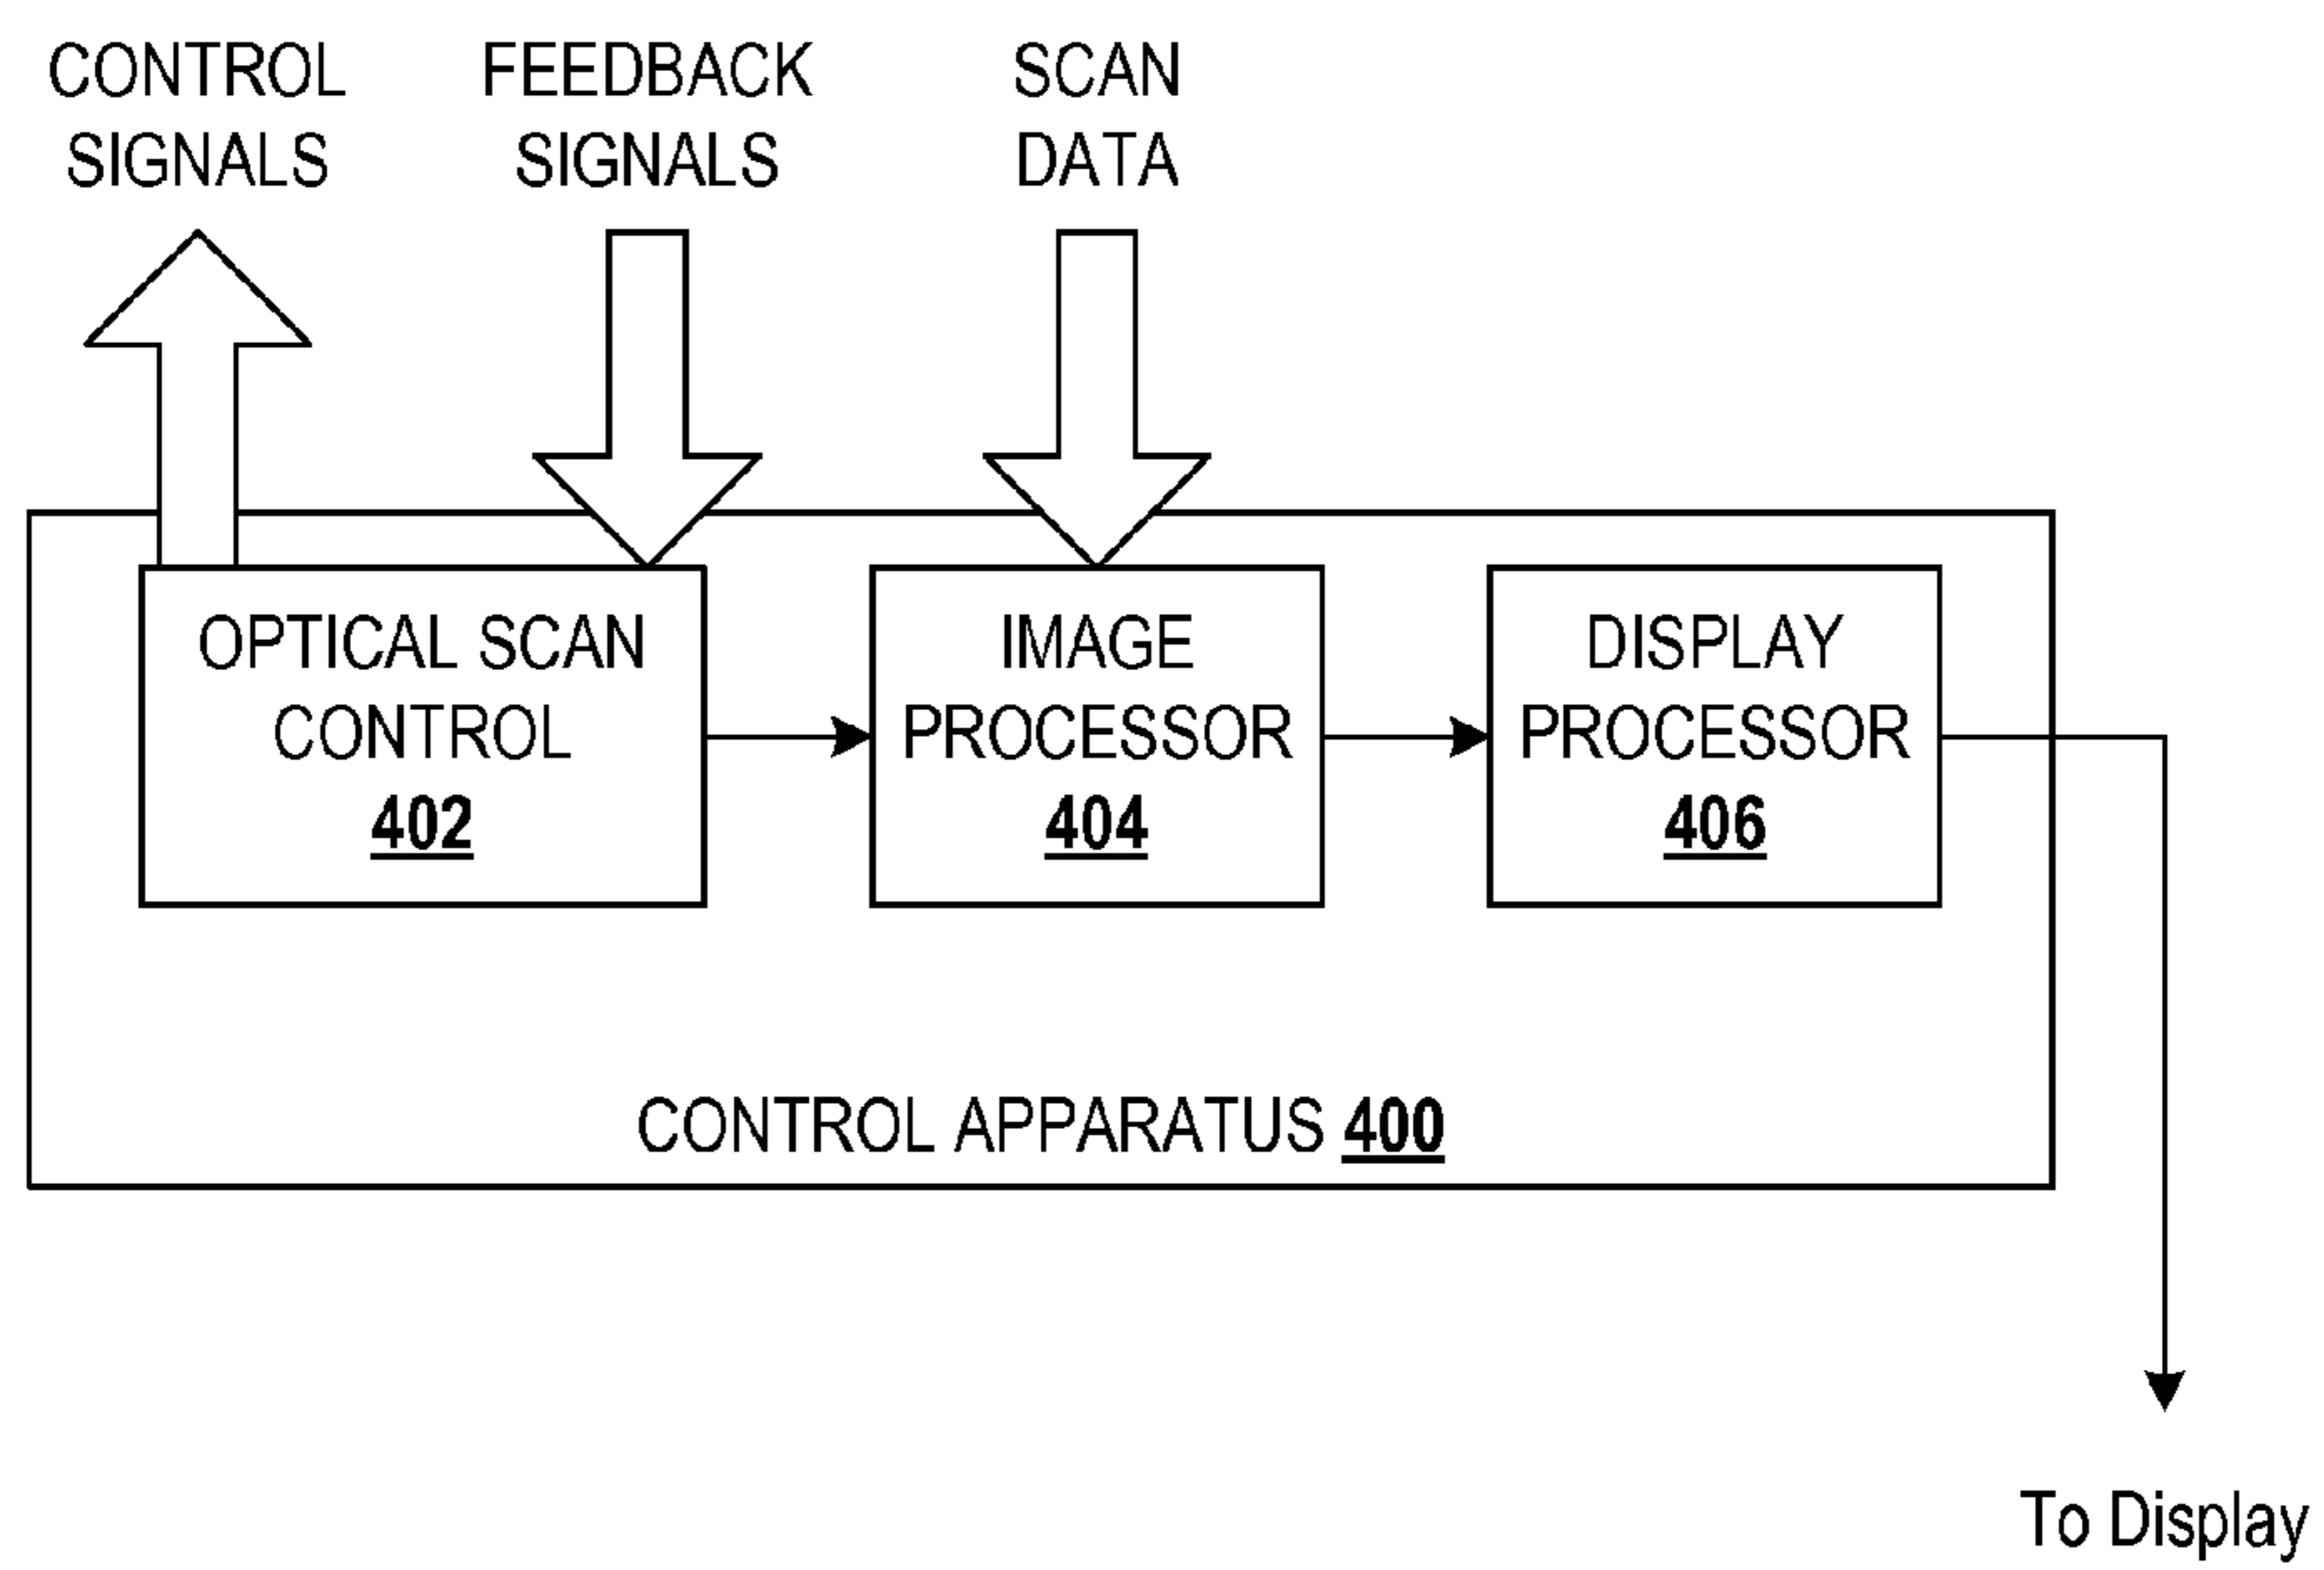 CONTROL
SIGNALS
FEEDBACK
SIGNALS
SCAN
DATA
OPTICAL SCAN
CONTROL
402
IMAGE
PROCESSOR
404
DISPLAY
PROCESSOR
406
CONTROL APPARATUS 400
To Display